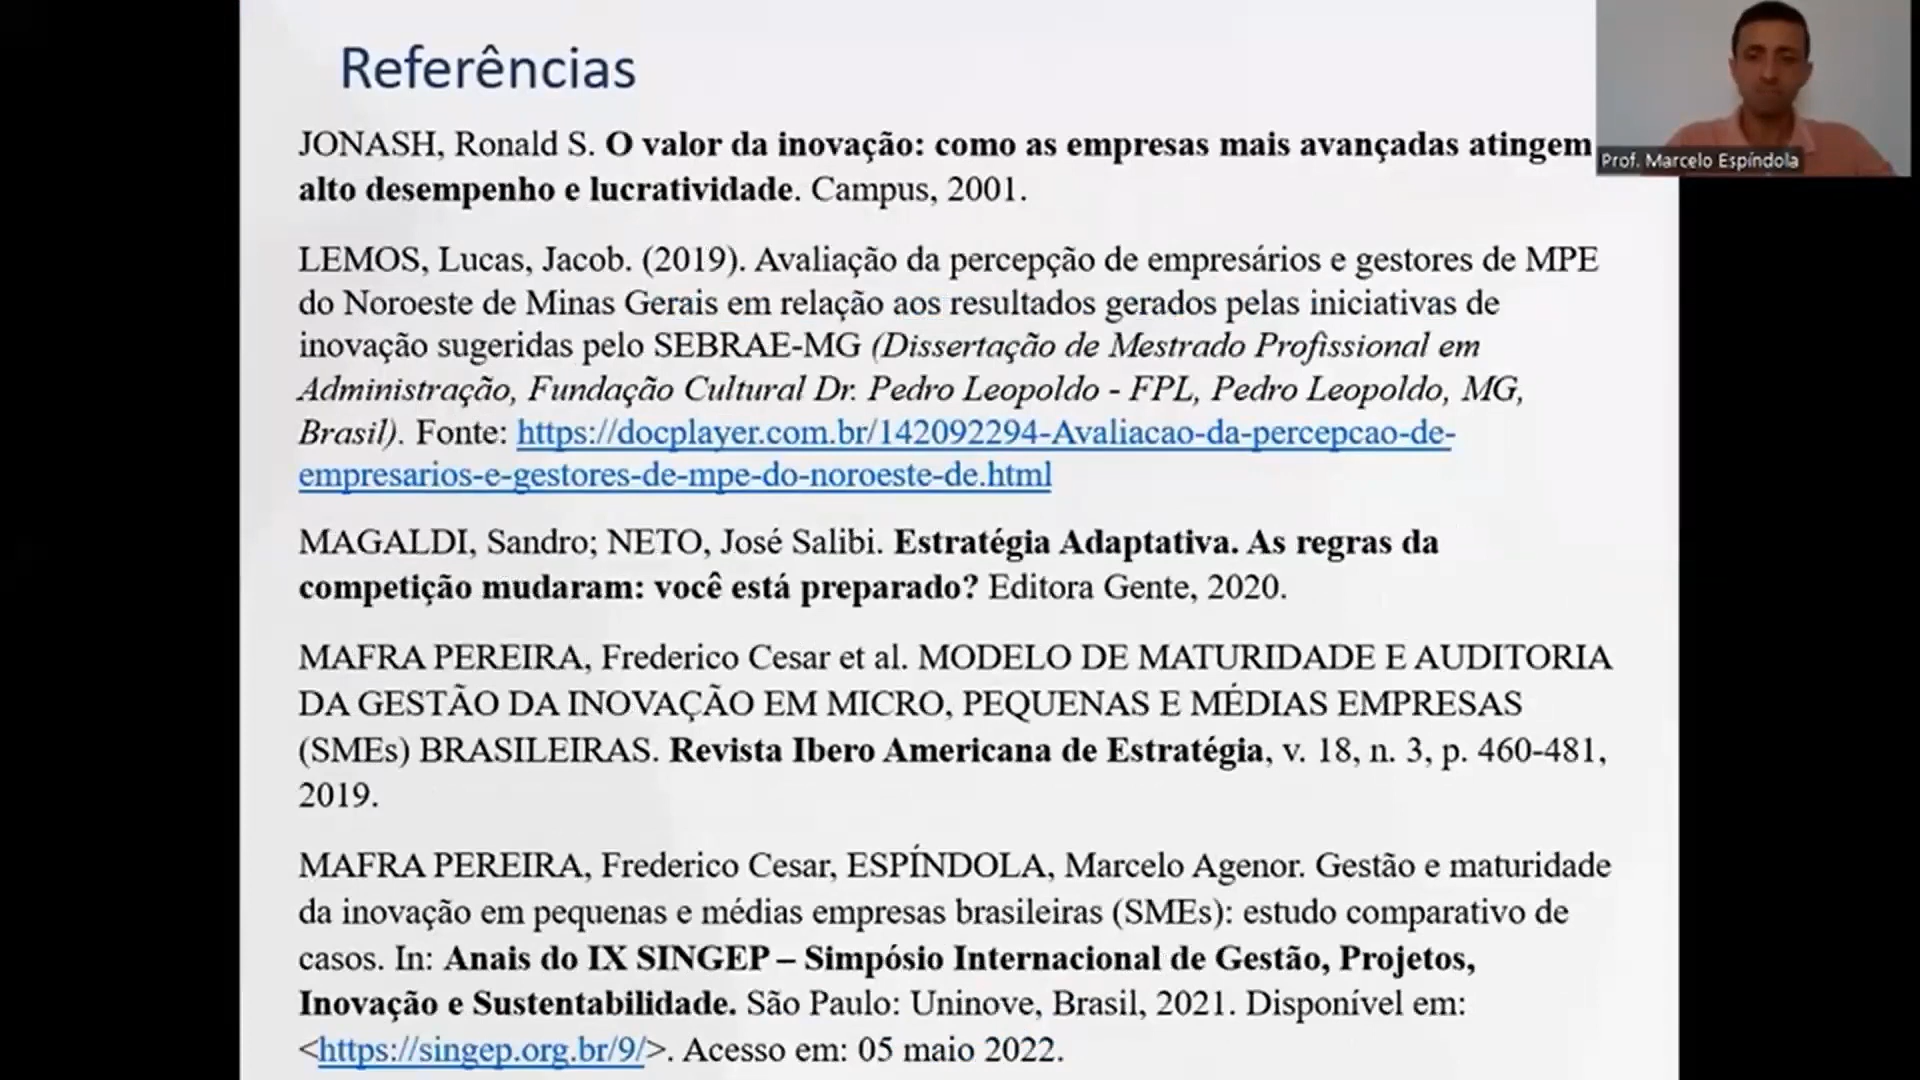 Referências
JONASH, Ronald S. O valor da inovação: como as empresas mais avançadas atingem
alto desempenho e lucratividade. Campus, 2001.
Prof. Marcelo Espíndola
LEMOS, Lucas, Jacob. (2019). Avaliação da percepção de empresários e gestores de MPE
do Noroeste de Minas Gerais em relação aos resultados gerados pelas iniciativas de
inovação sugeridas pelo SEBRAE-MG (Dissertação de Mestrado Profissional em
Administração, Fundação Cultural Dr. Pedro Leopoldo - FPL, Pedro Leopoldo, MG,
Brasil). Fonte: https://docplayer.com.br/142092294-Avaliacao-da-percepcao-de-
empresarios-e-gestores-de-mpe-do-noroeste-de.html
MAGALDI, Sandro; NETO, José Salibi. Estratégia Adaptativa. As regras da
competição mudaram: você está preparado? Editora Gente, 2020.
MAFRA PEREIRA, Frederico Cesar et al. MODELO DE MATURIDADE E AUDITORIA
DA GESTÃO DA INOVAÇÃO EM MICRO, PEQUENAS E MÉDIAS EMPRESAS
(SMEs) BRASILEIRAS. Revista Ibero Americana de Estratégia, v. 18, n. 3, p. 460-481,
2019.
MAFRA PEREIRA, Frederico Cesar, ESPÍNDOLA, Marcelo Agenor. Gestão e maturidade
da inovação em pequenas e médias empresas brasileiras (SMEs): estudo comparativo de
casos. In: Anais do IX SINGEP – Simpósio Internacional de Gestão, Projetos,
Inovação e Sustentabilidade. São Paulo: Uninove, Brasil, 2021. Disponível em:
<https://singep.org.br/9/>. Acesso em: 05 maio 2022.